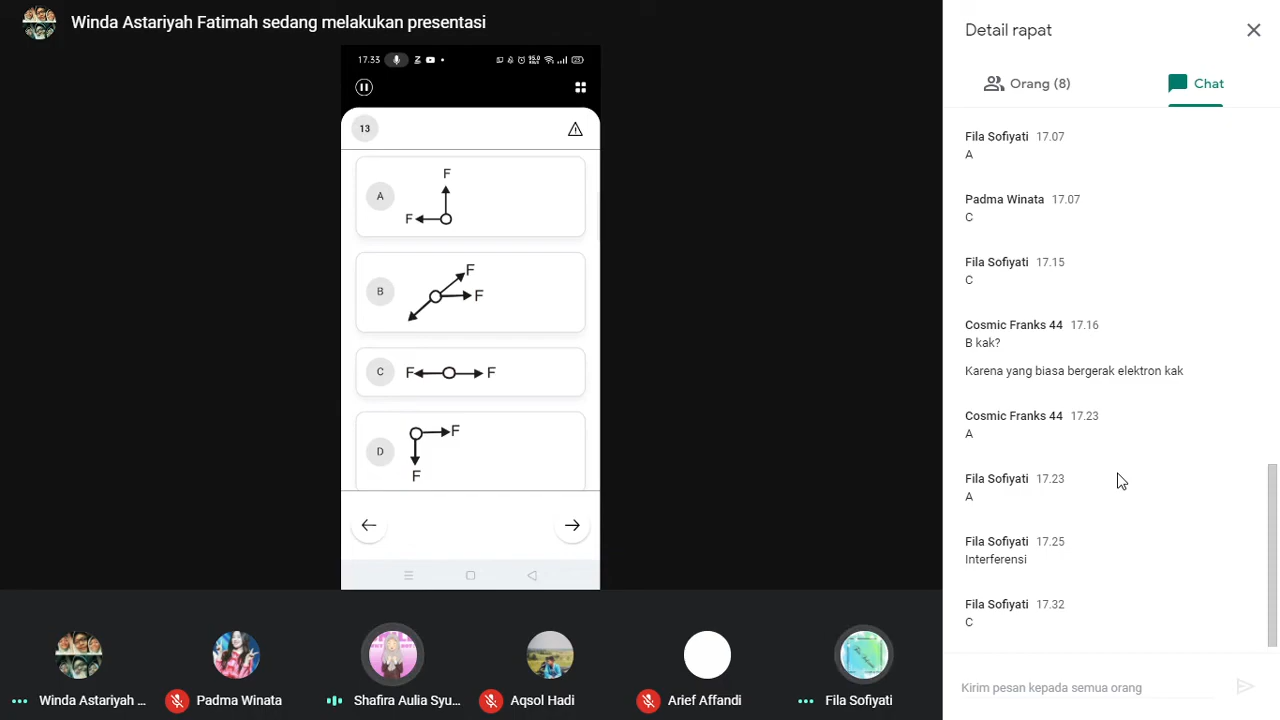 Winda Astariyah Fatimah sedang melakukan presentasi
17.33
13
A
F
F
B
F
F
C
F
F
D
F
F
Winda Astariyah ...
Padma Winata
Shafira Aulia Syu...
Aqsol Hadi
Arief Affandi
Fila Sofiyati
Detail rapat
Orang (8)
Chat
Fila Sofiyati 17.07
A
Padma Winata 17.07
C
Fila Sofiyati 17.15
C
Cosmic Franks 44 17.16
B kak?
Karena yang biasa bergerak elektron kak
Cosmic Franks 44 17.23
A
Fila Sofiyati 17.23
A
Fila Sofiyati 17.25
Interferensi
Fila Sofiyati 17.32
C
Kirim pesan kepada semua orang